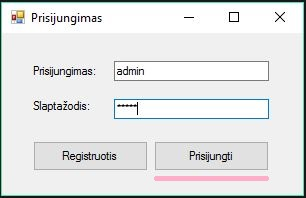 Prisijungimas
Prisijungimas: admin
Slaptažodis: *****
Registruotis Prisijungti